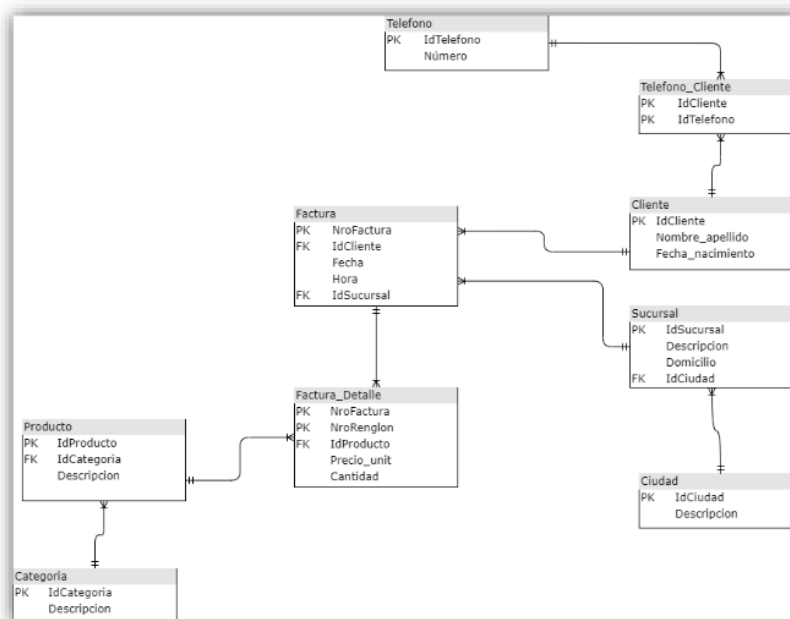 Telefono
PK IdTelefono
Número
Telefono_Cliente
PK IdCliente
PK IdTelefono
Cliente
PK IdCliente
Nombre_apellido
Fecha_nacimiento
Factura
PK NroFactura
FK IdCliente
Fecha
Hora
FK IdSucursal
Sucursal
PK IdSucursal
Descripcion
Domicilio
FK IdCiudad
Factura_Detalle
PK NroFactura
PK NroRenglon
FK IdProducto
Precio_unit
Cantidad
Producto
PK IdProducto
FK IdCategoria
Descripcion
Ciudad
PK IdCiudad
Descripcion
Categoria
PK IdCategoria
Descripcion